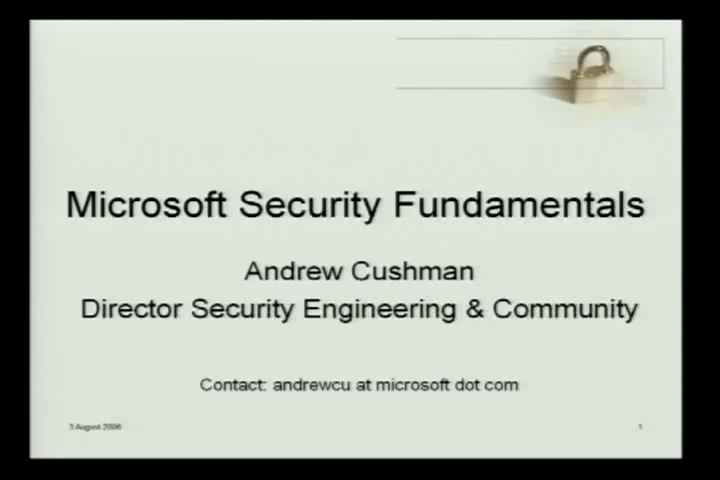 Microsoft Security Fundamentals
Andrew Cushman
Director Security Engineering & Community
Contact: andrewcu at microsoft dot com
3 August 2006
1